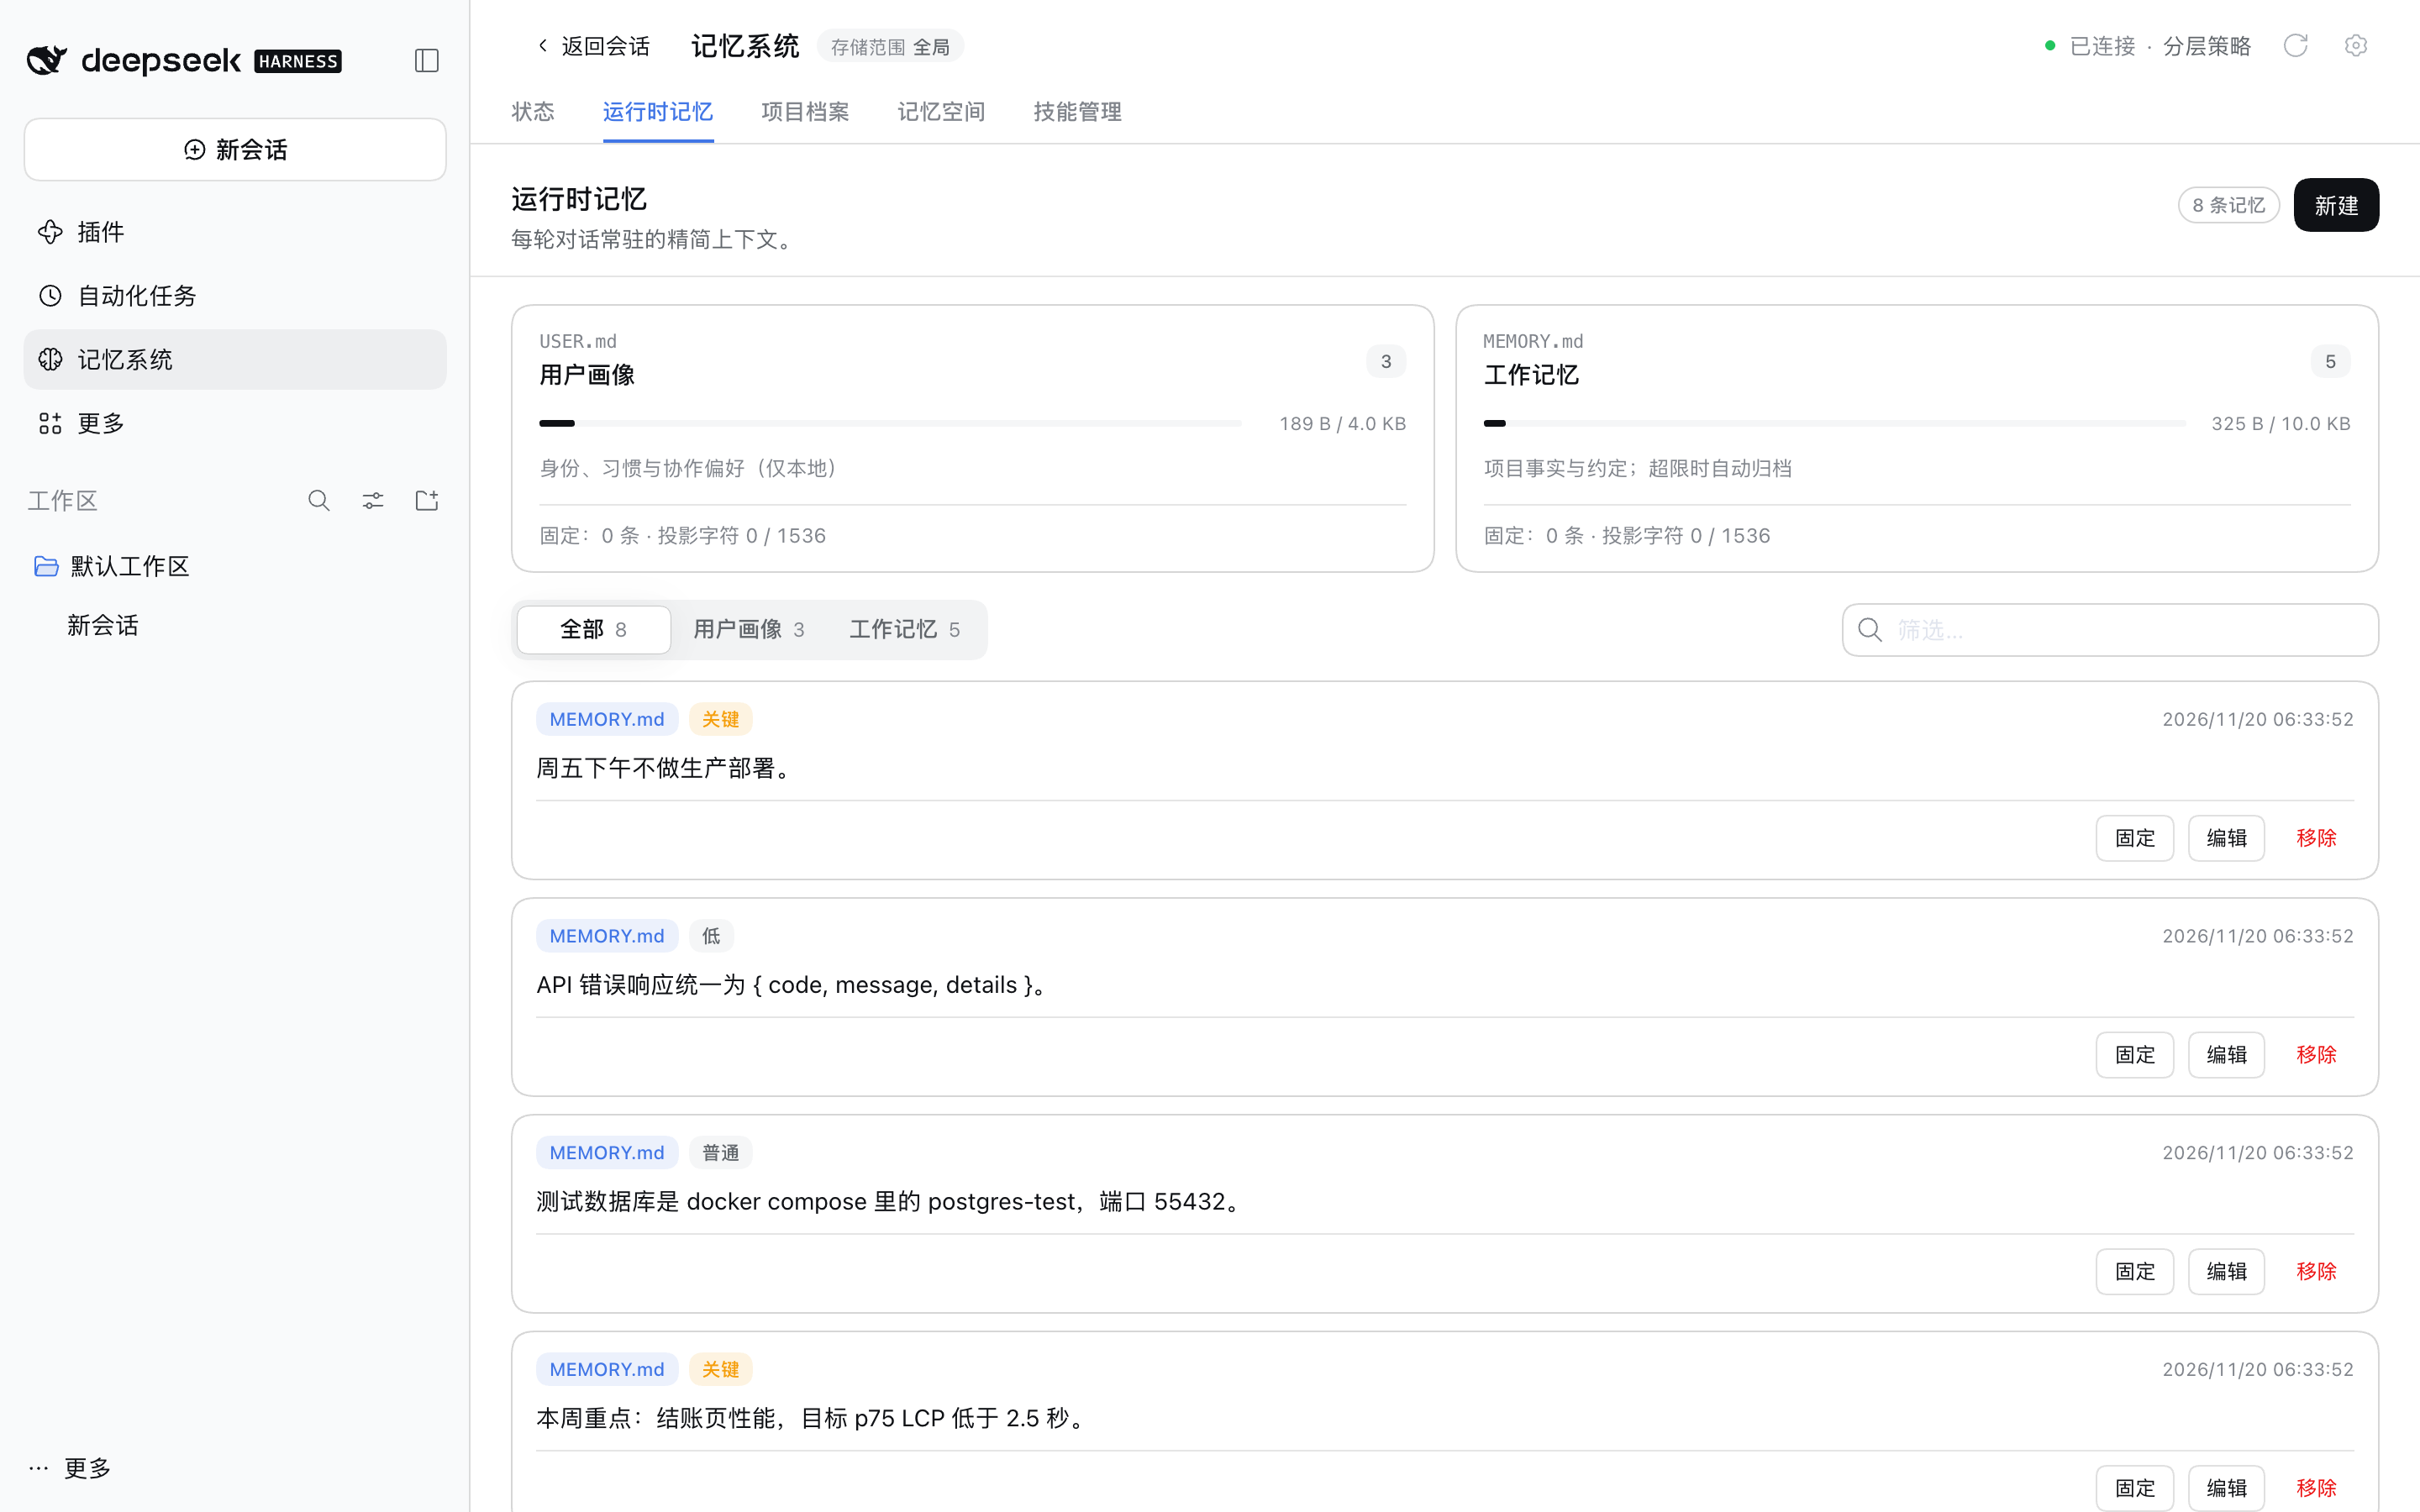 deepseek HARNESS
新会话
插件
自动化任务
记忆系统
更多
工作区
默认工作区
新会话
更多
返回会话 记忆系统 存储范围 全局
已连接 · 分层策略
状态 运行时记忆 项目档案 记忆空间 技能管理
运行时记忆
每轮对话常驻的精简上下文。
8 条记忆 新建
USER.md
用户画像
3
189 B / 4.0 KB
身份、习惯与协作偏好（仅本地）
固定：0 条 · 投影字符 0 / 1536
MEMORY.md
工作记忆
5
325 B / 10.0 KB
项目事实与约定；超限时自动归档
固定：0 条 · 投影字符 0 / 1536
全部 8 用户画像 3 工作记忆 5
筛选...
MEMORY.md 关键 2026/11/20 06:33:52
周五下午不做生产部署。
固定 编辑 移除
MEMORY.md 低 2026/11/20 06:33:52
API 错误响应统一为 { code, message, details }。
固定 编辑 移除
MEMORY.md 普通 2026/11/20 06:33:52
测试数据库是 docker compose 里的 postgres-test，端口 55432。
固定 编辑 移除
MEMORY.md 关键 2026/11/20 06:33:52
本周重点：结账页性能，目标 p75 LCP 低于 2.5 秒。
固定 编辑 移除